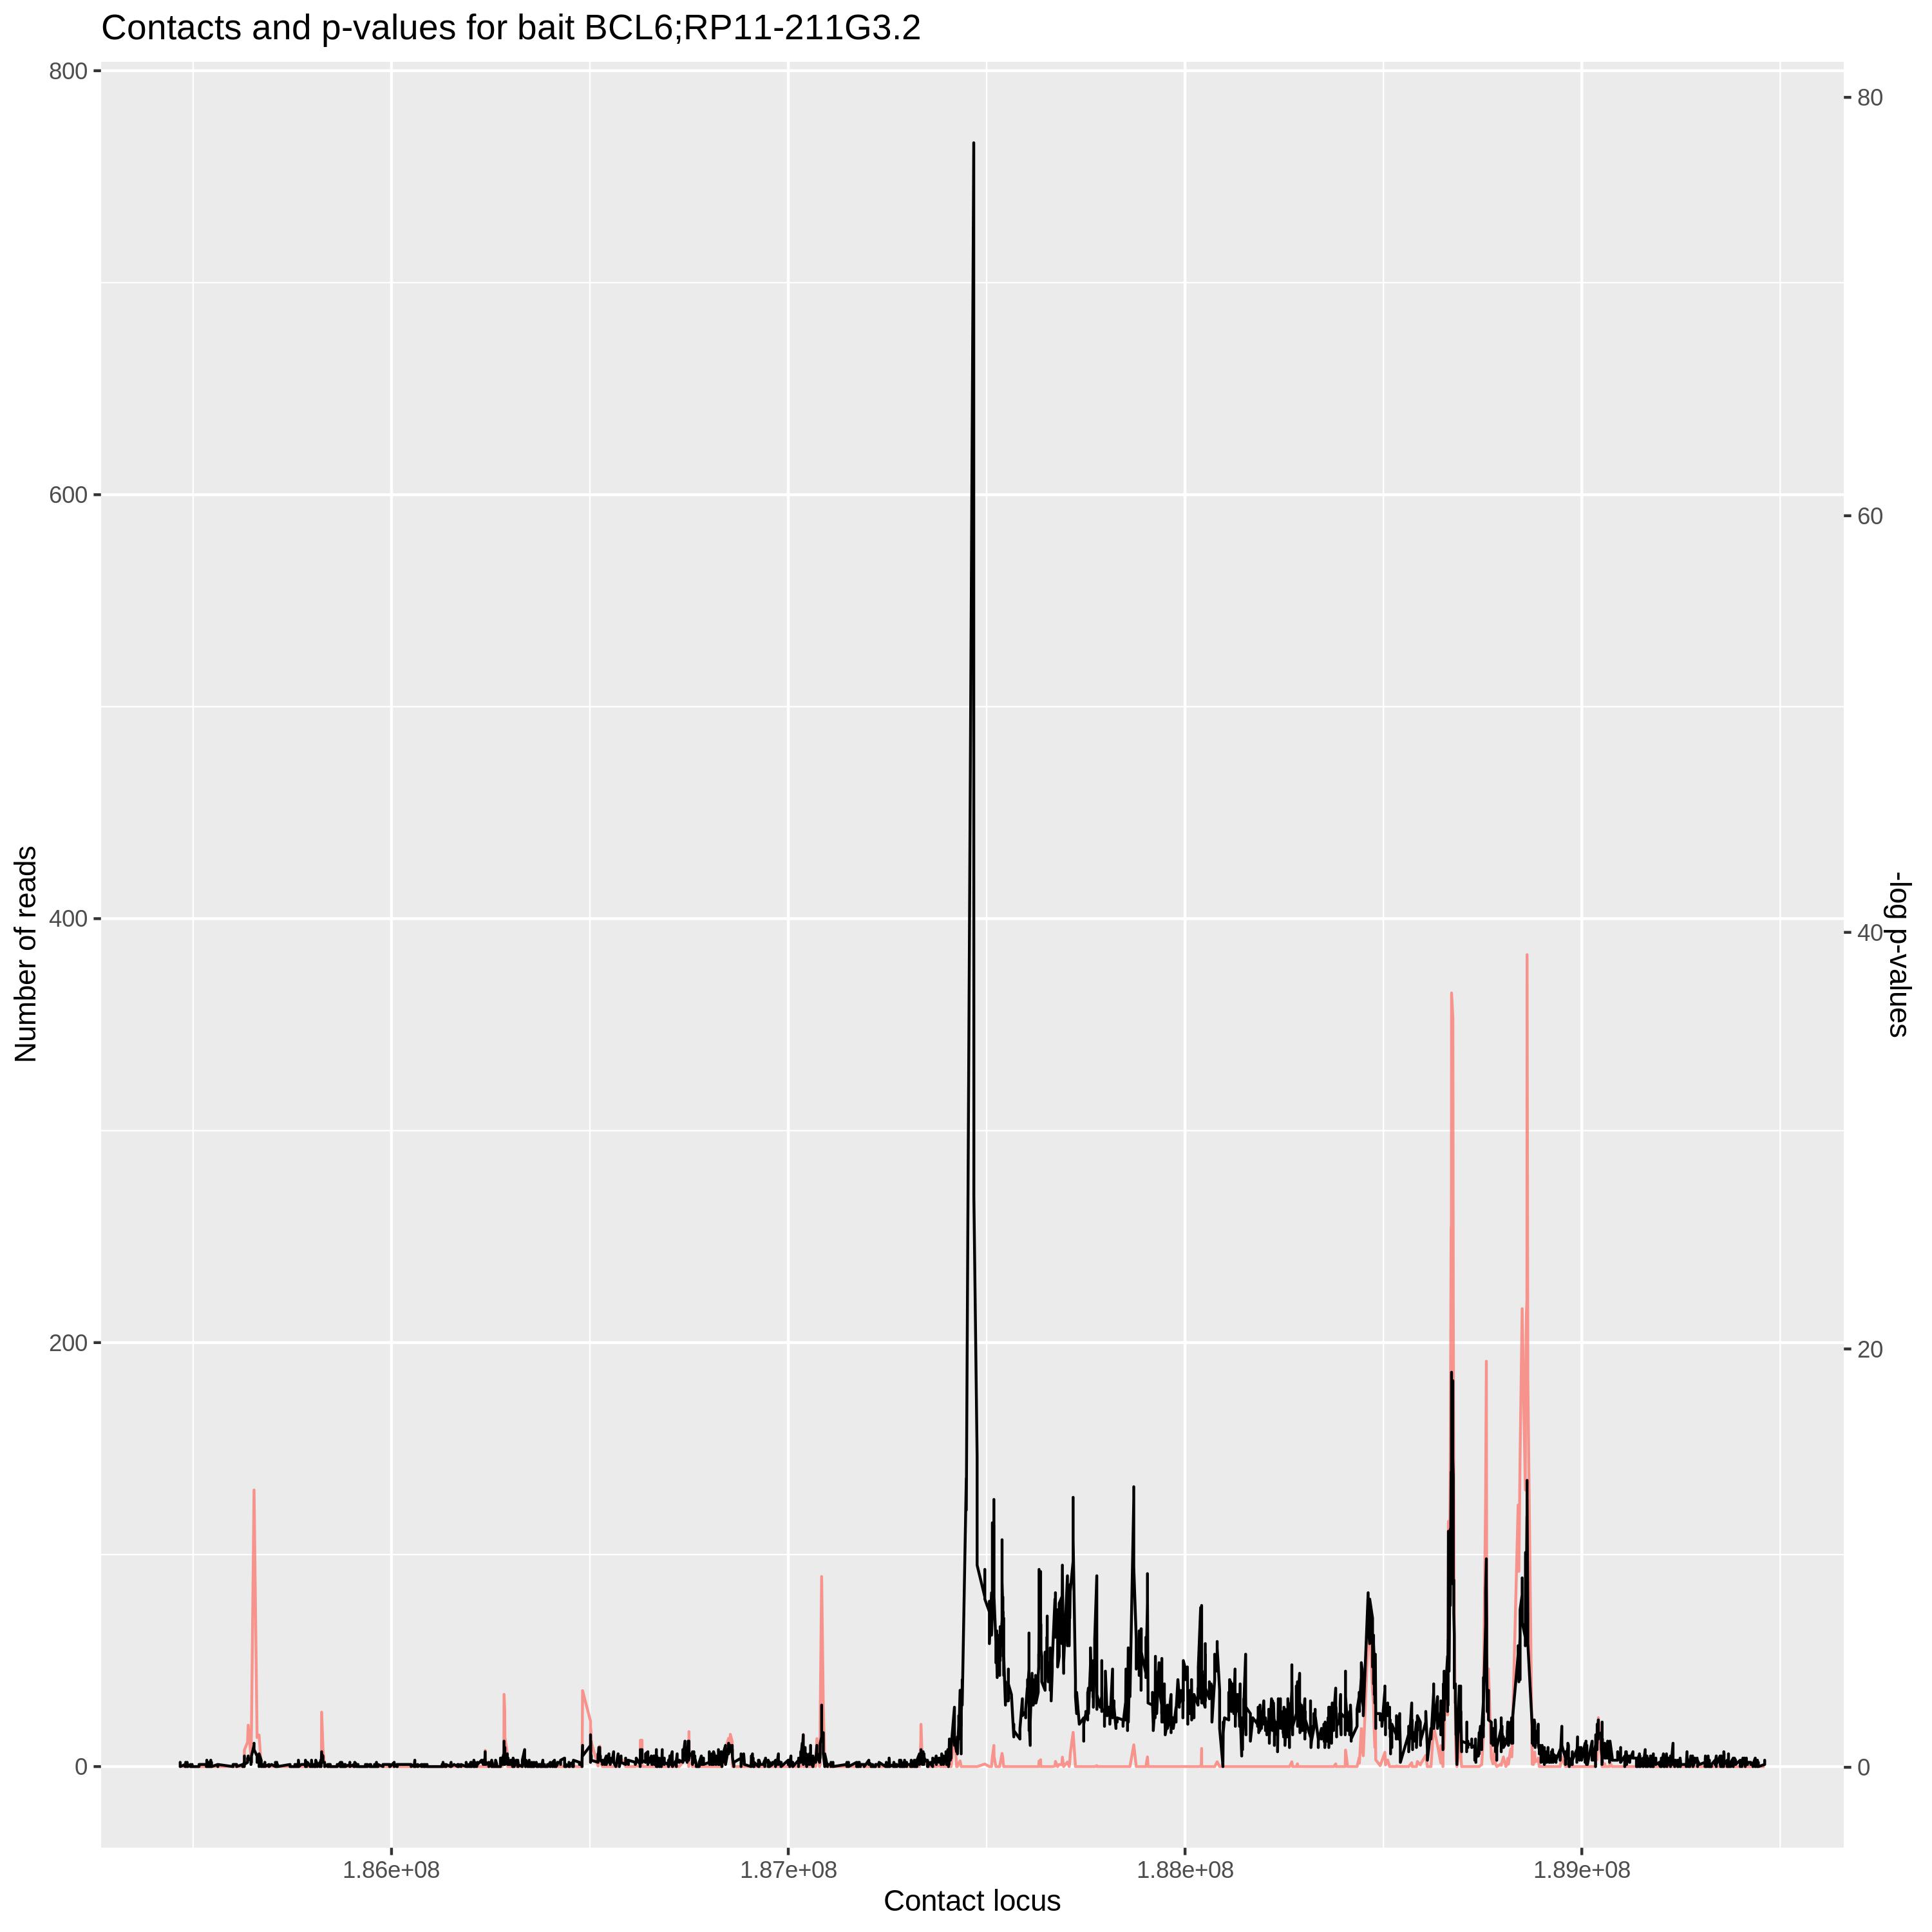 Contacts and p-values for bait BCL6;RP11-211G3.2
800
600
400
200
0
Number of reads
80
60
40
20
0
-log p-values
1.86e+08
1.87e+08
1.88e+08
1.89e+08
Contact locus